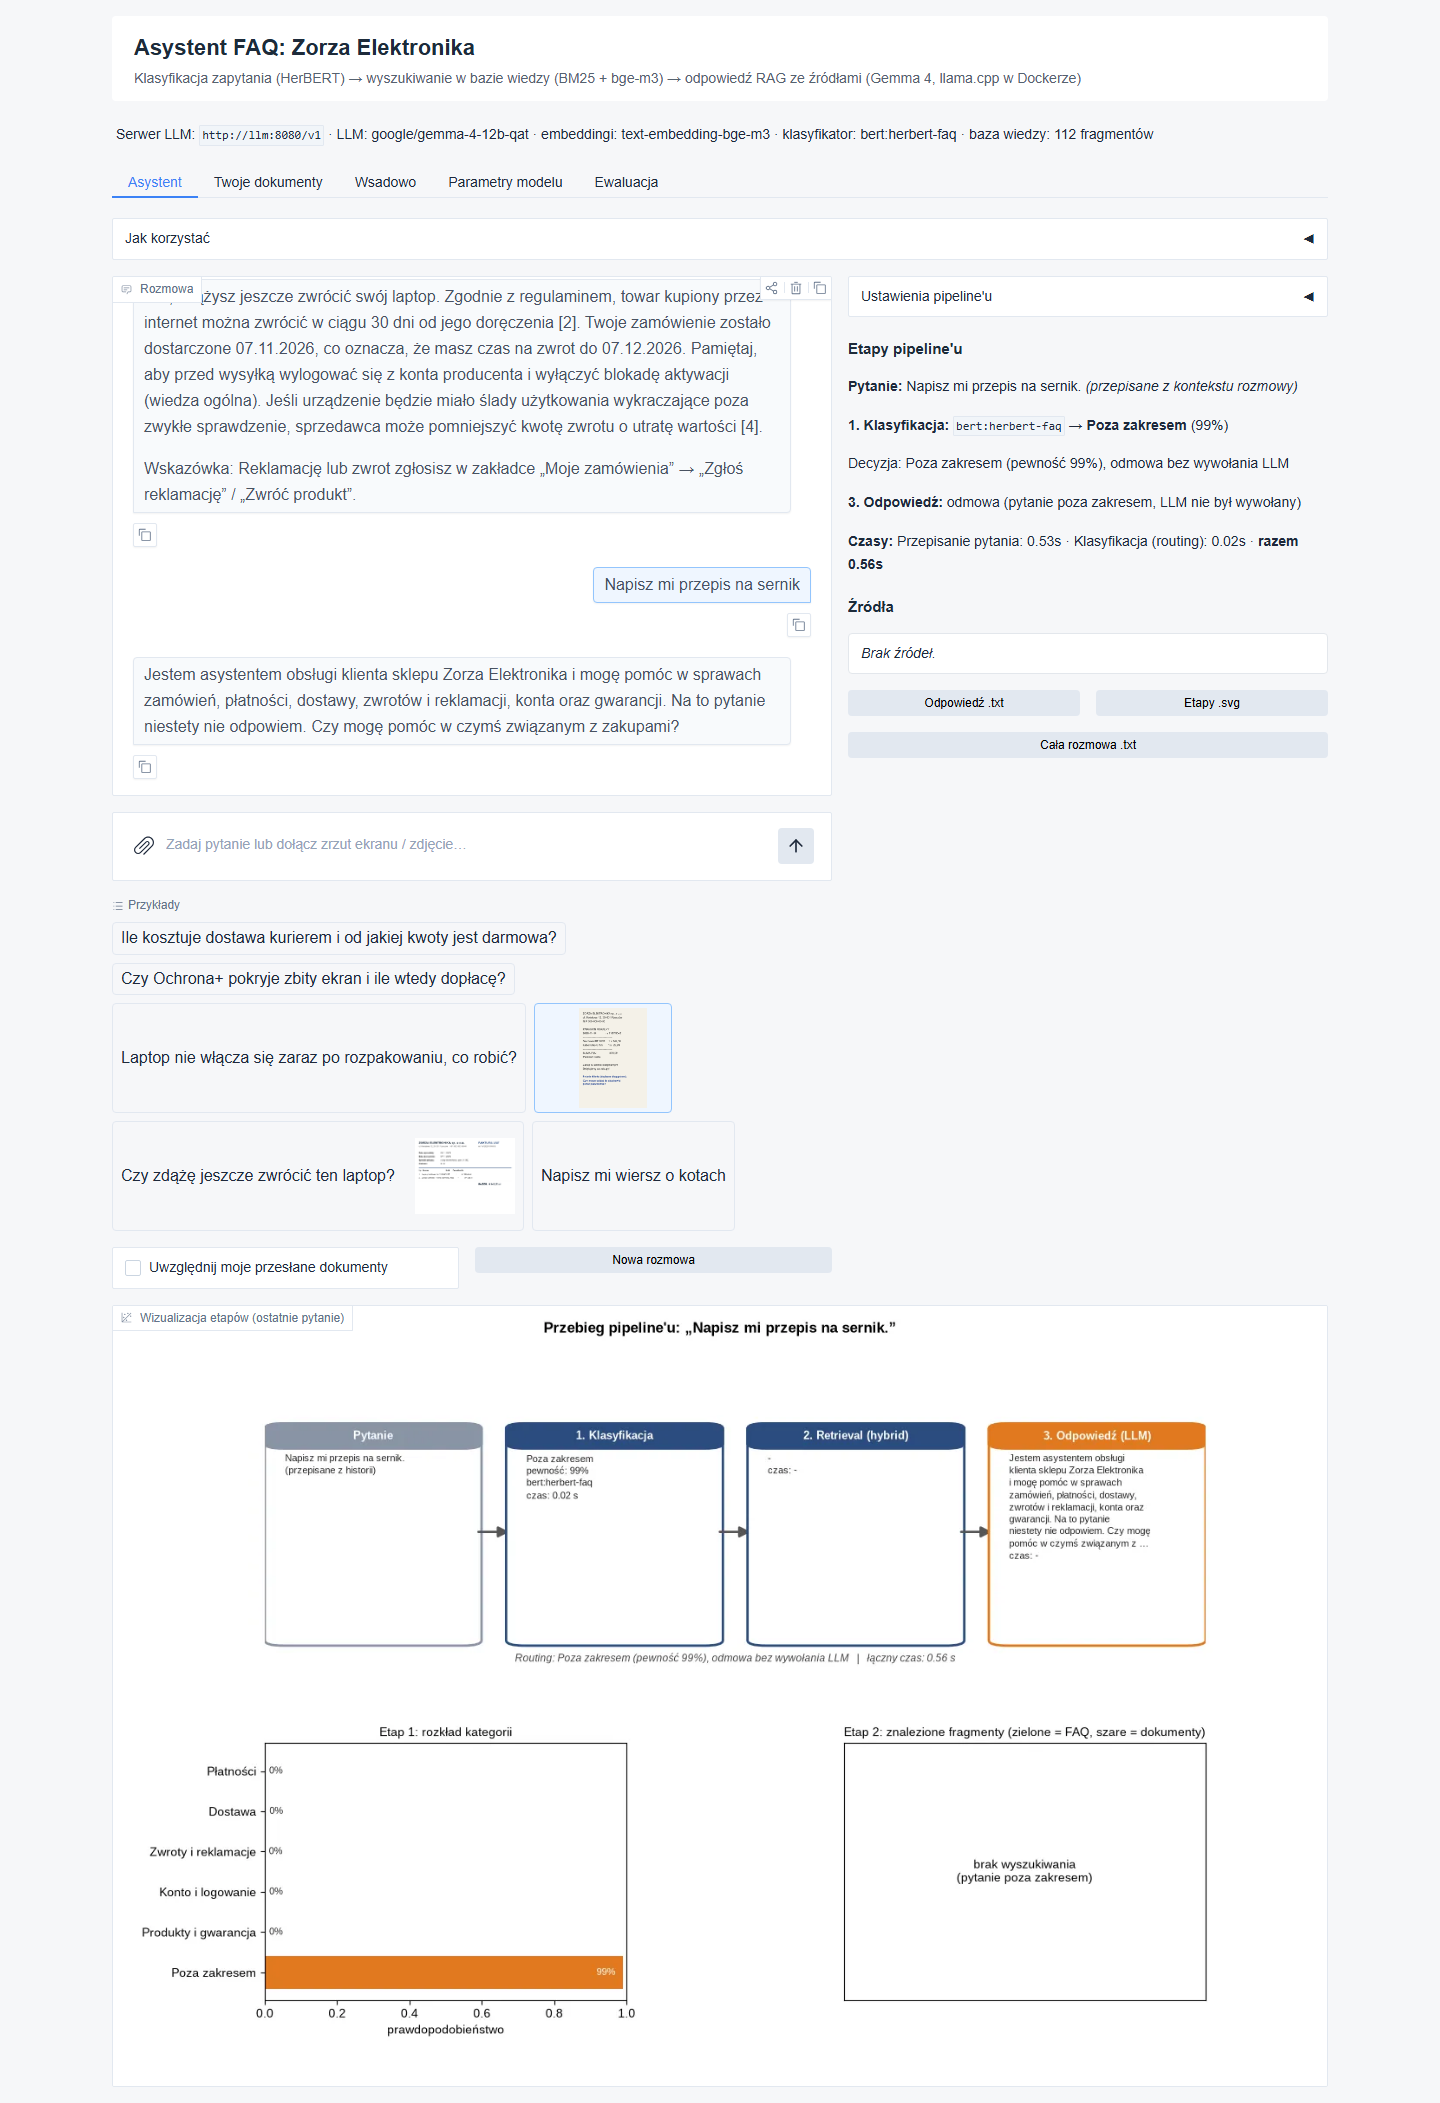 Asystent FAQ: Zorza Elektronika
Klasyfikacja zapytania (HerBERT) → wyszukiwanie w bazie wiedzy (BM25 + bge-m3) → odpowiedź RAG ze źródłami (Gemma 4, llama.cpp w Dockerze)
Serwer LLM: http://llm:8080/v1 · LLM: google/gemma-4-12b-qat · embeddingi: text-embedding-bge-m3 · klasyfikator: bert:herbert-faq · baza wiedzy: 112 fragmentów
Asystent Twoje dokumenty Wsadowo Parametry modelu Ewaluacja
Jak korzystać
Rozmowa
jeszcze zwrócić swój laptop. Zgodnie z regulaminem, towar kupiony przez
internet można zwrócić w ciągu 30 dni od jego doręczenia [2]. Twoje zamówienie zostało
dostarczone 07.11.2026, co oznacza, że masz czas na zwrot do 07.12.2026. Pamiętaj,
aby przed wysyłką wylogować się z konta producenta i wyłączyć blokadę aktywacji
(wiedza ogólna). Jeśli urządzenie będzie miało ślady użytkowania wykraczające poza
zwykłe sprawdzenie, sprzedawca może pomniejszyć kwotę zwrotu o utratę wartości [4].
Wskazówka: Reklamację lub zwrot zgłosisz w zakładce „Moje zamówienia” → „Zgłoś
reklamację” / „Zwróć produkt”.
Napisz mi przepis na sernik
Jestem asystentem obsługi klienta sklepu Zorza Elektronika i mogę pomóc w sprawach
zamówień, płatności, dostawy, zwrotów i reklamacji, konta oraz gwarancji. Na to pytanie
niestety nie odpowiem. Czy mogę pomóc w czymś związanym z zakupami?
Zadaj pytanie lub dołącz zrzut ekranu / zdjęcie…
Ustawienia pipeline'u
Etapy pipeline'u
Pytanie: Napisz mi przepis na sernik. (przepisane z kontekstu rozmowy)
1. Klasyfikacja: bert:herbert-faq → Poza zakresem (99%)
Decyzja: Poza zakresem (pewność 99%), odmowa bez wywołania LLM
3. Odpowiedź: odmowa (pytanie poza zakresem, LLM nie był wywołany)
Czasy: Przepisanie pytania: 0.53s · Klasyfikacja (routing): 0.02s · razem
0.56s
Źródła
Brak źródeł.
Odpowiedź .txt Etapy .svg
Cała rozmowa .txt
Przykłady
Ile kosztuje dostawa kurierem i od jakiej kwoty jest darmowa?
Czy Ochrona+ pokryje zbity ekran i ile wtedy dopłacę?
Laptop nie włącza się zaraz po rozpakowaniu, co robić?
Czy zdążę jeszcze zwrócić ten laptop?
Napisz mi wiersz o kotach
Uwzględnij moje przesłane dokumenty
Nowa rozmowa
Wizualizacja etapów (ostatnie pytanie)
Przebieg pipeline'u: „Napisz mi przepis na sernik.”
Pytanie
Napisz mi przepis na sernik.
(przepisane z historii)
1. Klasyfikacja
Poza zakresem
pewność: 99%
bert:herbert-faq
czas: 0.02 s
2. Retrieval (hybrid)
-
czas: -
3. Odpowiedź (LLM)
Jestem asystentem obsługi
klienta sklepu Zorza Elektronika
i mogę pomóc w sprawach
zamówień, płatności, dostawy,
zwrotów i reklamacji, konta oraz
gwarancji. Na to pytanie
niestety nie odpowiem. Czy mogę
pomóc w czymś związanym z …
czas: -
Routing: Poza zakresem (pewność 99%), odmowa bez wywołania LLM | łączny czas: 0.56 s
Etap 1: rozkład kategorii
Płatności 0%
Dostawa 0%
Zwroty i reklamacje 0%
Konto i logowanie 0%
Produkty i gwarancja 0%
Poza zakresem 99%
0.0 0.2 0.4 0.6 0.8 1.0
prawdopodobieństwo
Etap 2: znalezione fragmenty (zielone = FAQ, szare = dokumenty)
brak wyszukiwania
(pytanie poza zakresem)